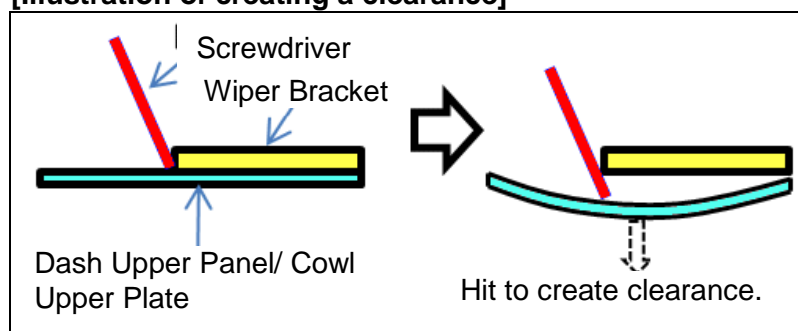 [Illustration of creating a clearance]
Screwdriver
Wiper Bracket
Dash Upper Panel/ Cowl
Upper Plate
Hit to create clearance.